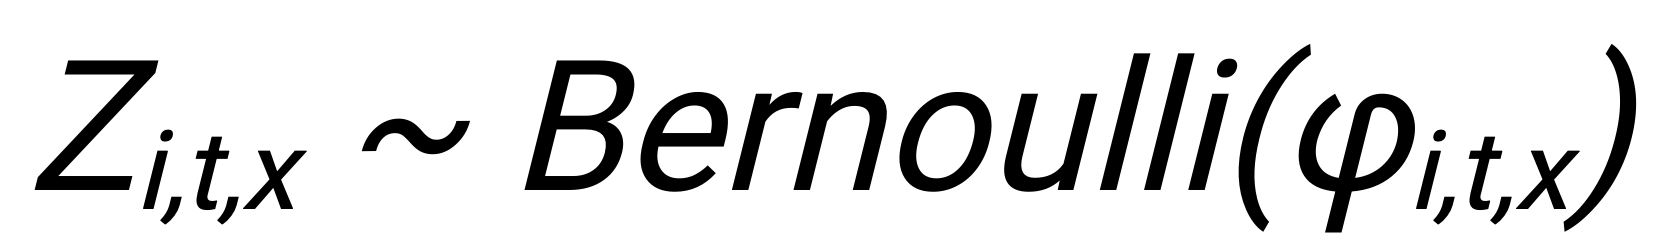 Z_{i,t,x} ~ Bernoulli(φ_{i,t,x})